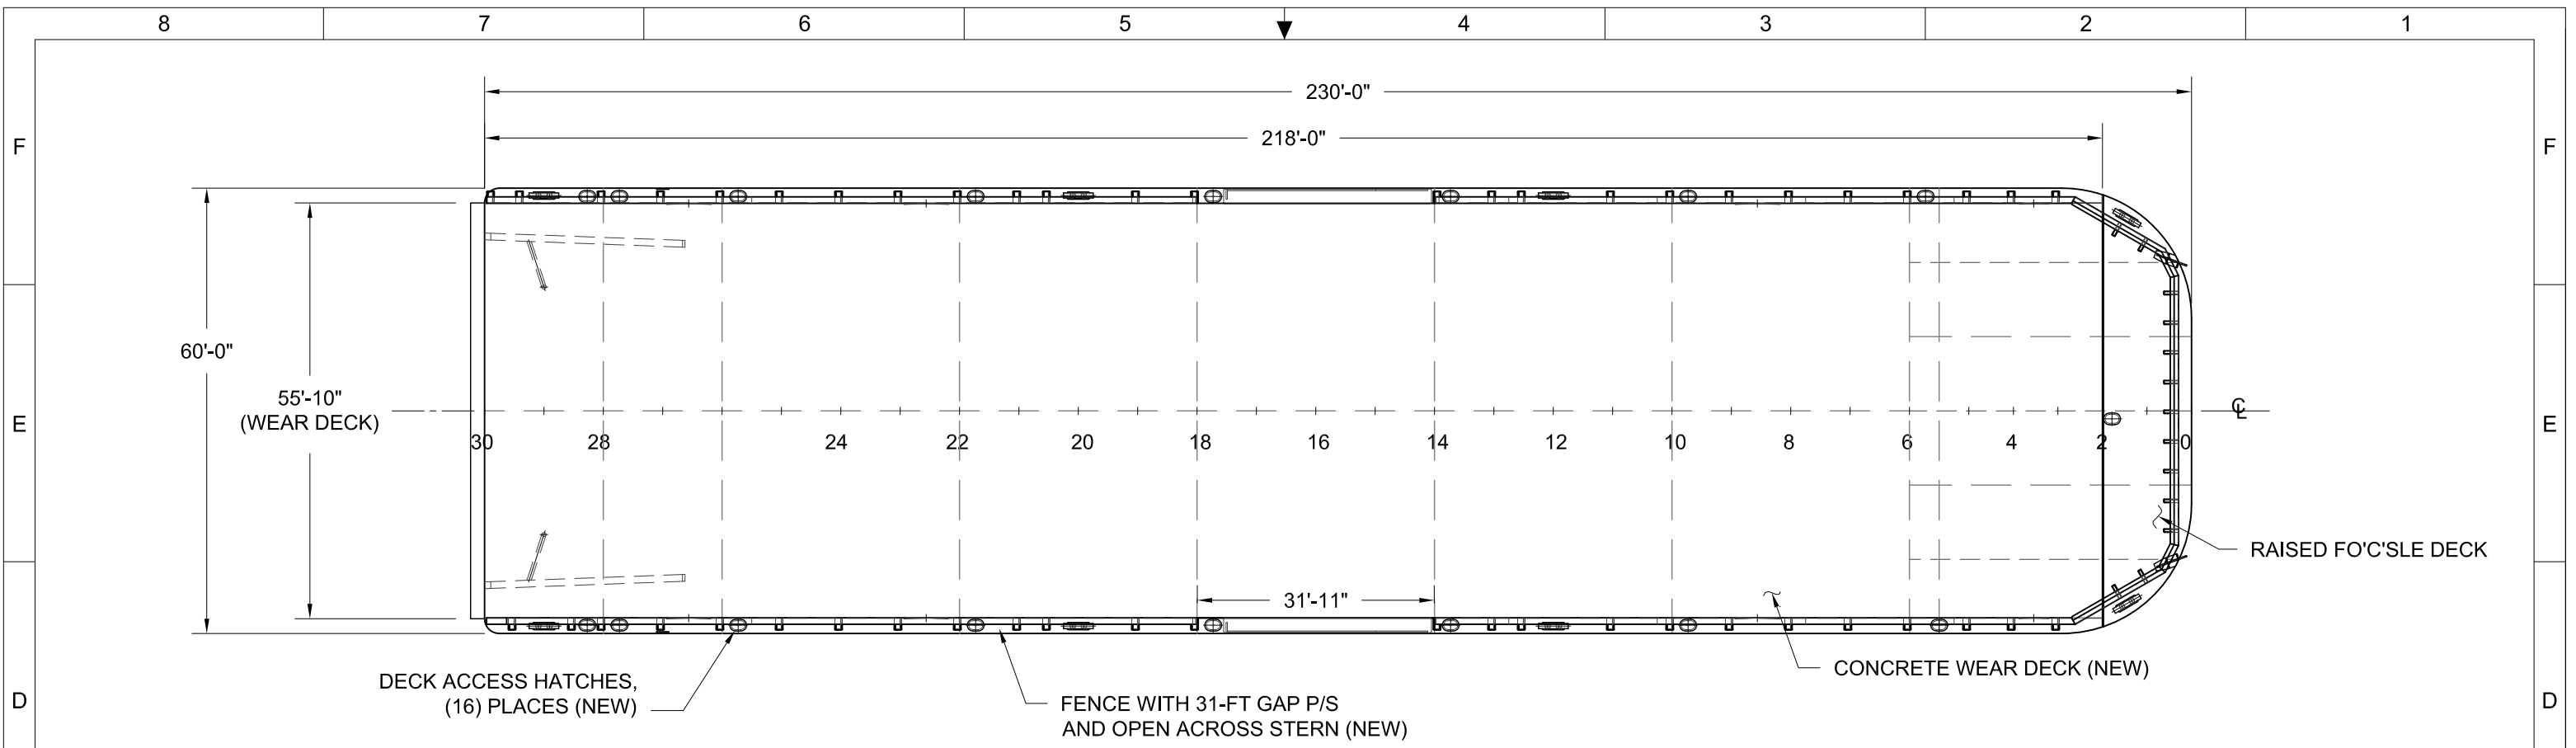 8 7 6 5 4 3 2 1
230'-0"
218'-0"
F F
60'-0"
55'-10"
(WEAR DECK)
E E
℄
30 28 24 22 20 18 16 14 12 10 8 6 4 2 0
31'-11"
RAISED FO'C'SLE DECK
CONCRETE WEAR DECK (NEW)
DECK ACCESS HATCHES,
(16) PLACES (NEW)
FENCE WITH 31-FT GAP P/S
AND OPEN ACROSS STERN (NEW)
D D